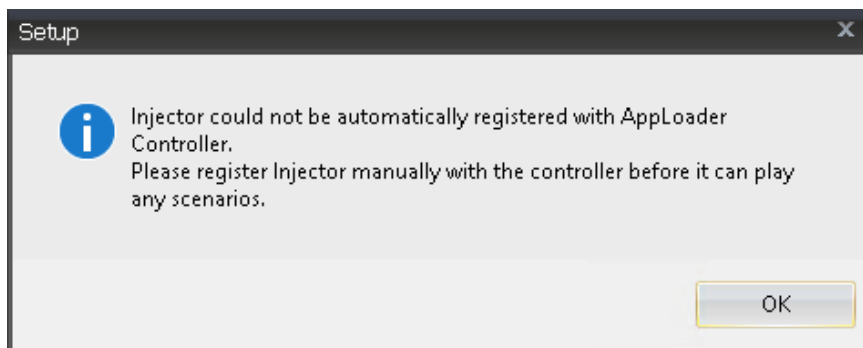 Setup
Injector could not be automatically registered with AppLoader
Controller.
Please register Injector manually with the controller before it can play
any scenarios.
OK